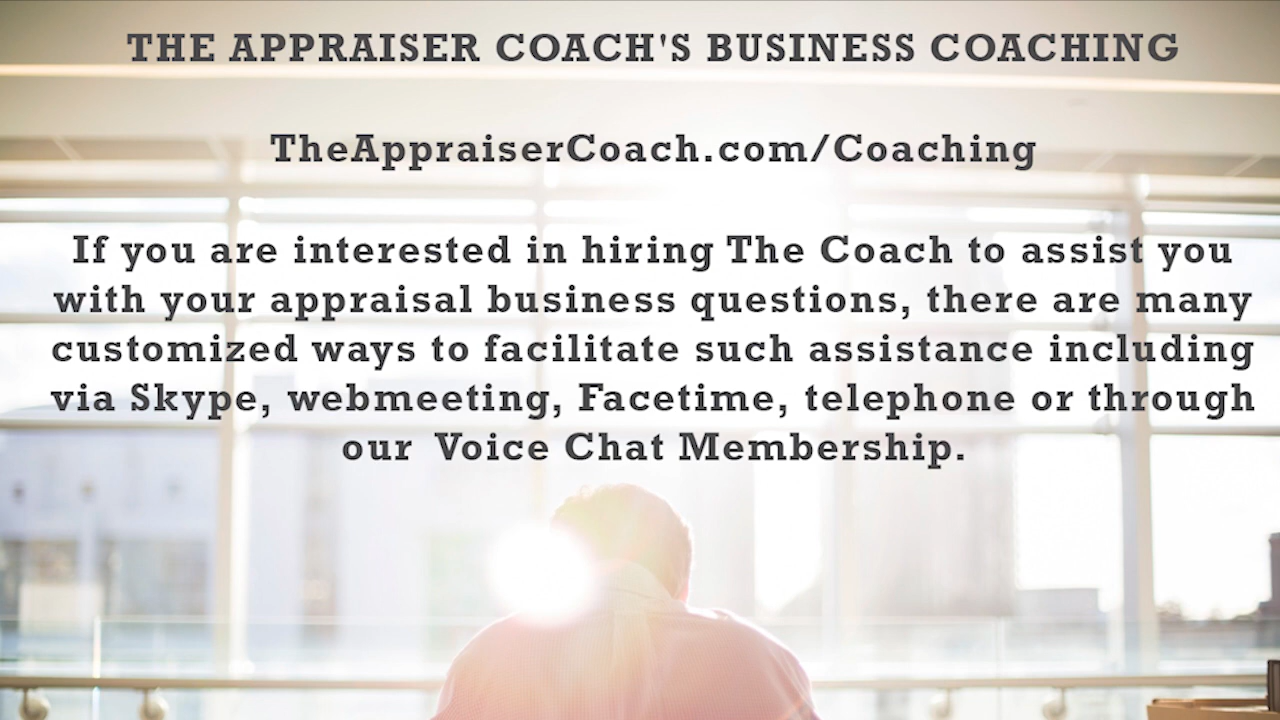 THE APPRAISER COACH'S BUSINESS COACHING
TheAppraiserCoach.com/Coaching
If you are interested in hiring The Coach to assist you
with your appraisal business questions, there are many
customized ways to facilitate such assistance including
via Skype, webmeeting, Facetime, telephone or through
our Voice Chat Membership.